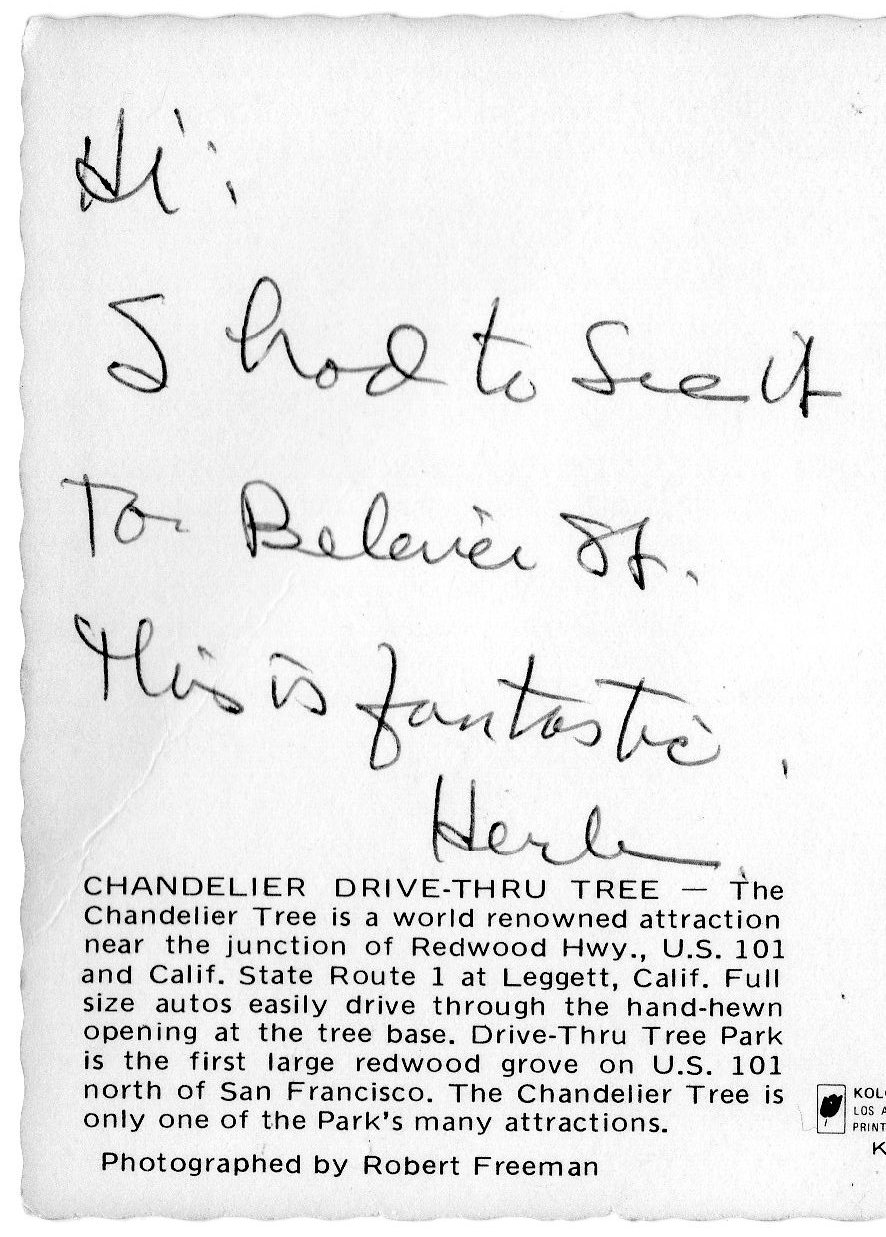 Hi:
I had to See it
To Beleive It.
This is fantastic.
Herb
CHANDELIER DRIVE-THRU TREE — The
Chandelier Tree is a world renowned attraction
near the junction of Redwood Hwy., U.S. 101
and Calif. State Route 1 at Leggett, Calif. Full
size autos easily drive through the hand-hewn
opening at the tree base. Drive-Thru Tree Park
is the first large redwood grove on U.S. 101
north of San Francisco. The Chandelier Tree is
only one of the Park's many attractions.
Photographed by Robert Freeman
KOL
LOS A
PRINT
K